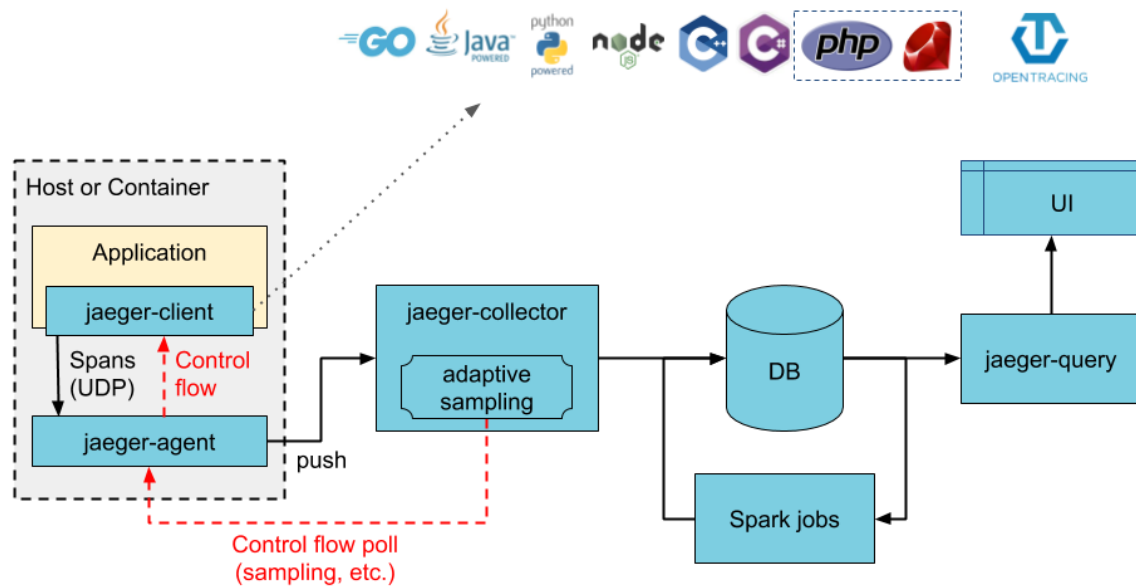 GO
Java™
POWERED
python
powered
node
JS
C++
C#
php
OPENTRACING
Host or Container
Application
jaeger-client
Spans
(UDP)
Control
flow
jaeger-agent
push
jaeger-collector
adaptive
sampling
Control flow poll
(sampling, etc.)
DB
Spark jobs
jaeger-query
UI